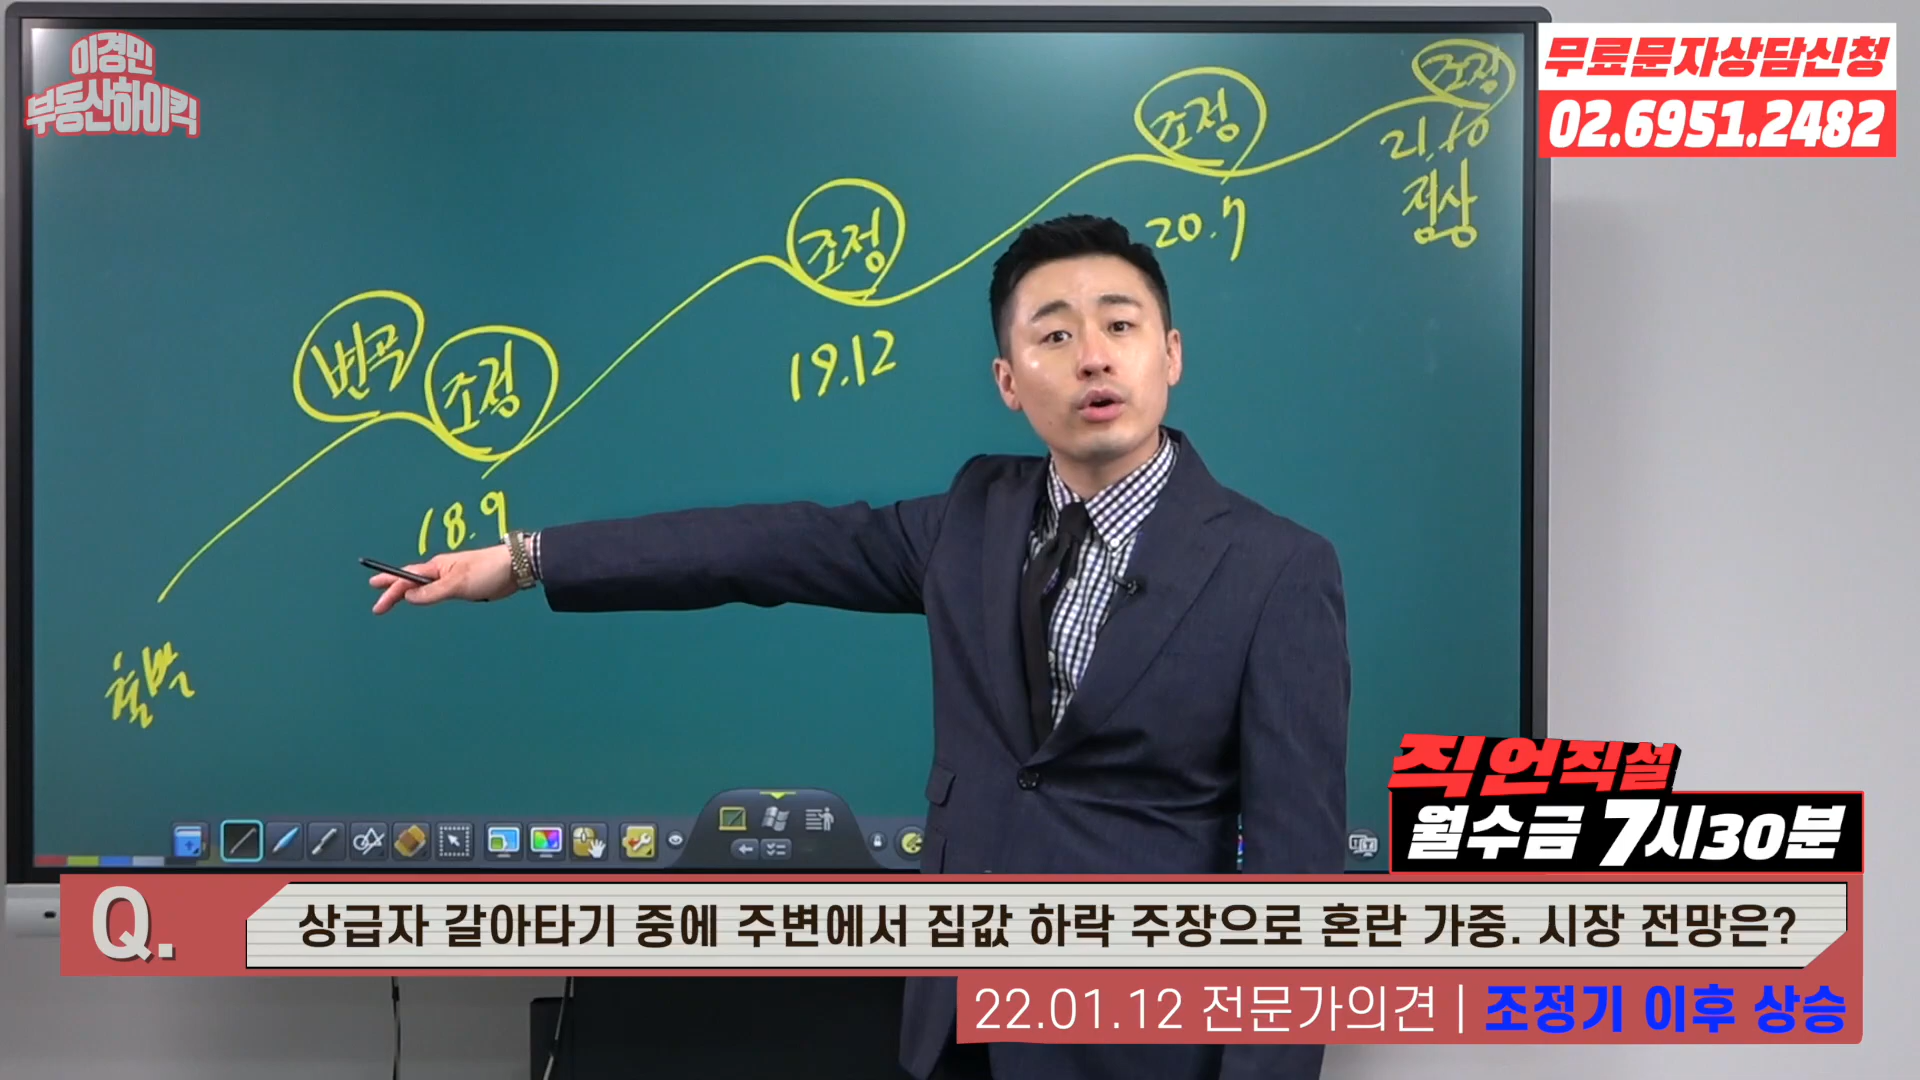 이경민
부동산하이킥
무료문자상담신청
02.6951.2482
조정
21.10
정상
조정
20.7
조정
19.12
변곡
조정
18.9
직언직설
월수금 7시30분
Q. 상급자 갈아타기 중에 주변에서 집값 하락 주장으로 혼란 가중. 시장 전망은?
22.01.12 전문가의견 | 조정기 이후 상승